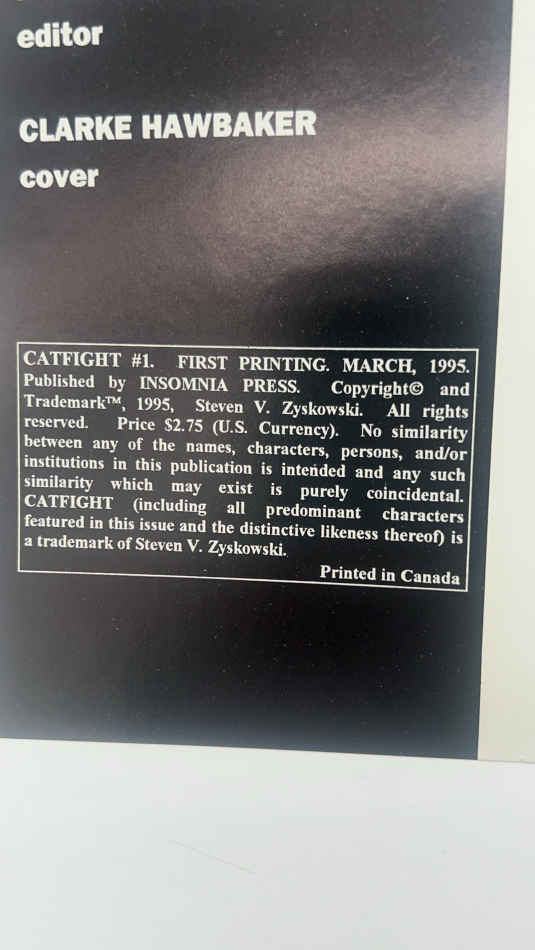 editor
CLARKE HAWBAKER
cover
CATFIGHT #1. FIRST PRINTING. MARCH, 1995.
Published by INSOMNIA PRESS. Copyright© and
Trademark™, 1995, Steven V. Zyskowski. All rights
reserved. Price $2.75 (U.S. Currency). No similarity
between any of the names, characters, persons, and/or
institutions in this publication is intended and any such
similarity which may exist is purely coincidental.
CATFIGHT (including all predominant characters
featured in this issue and the distinctive likeness thereof) is
a trademark of Steven V. Zyskowski.
Printed in Canada